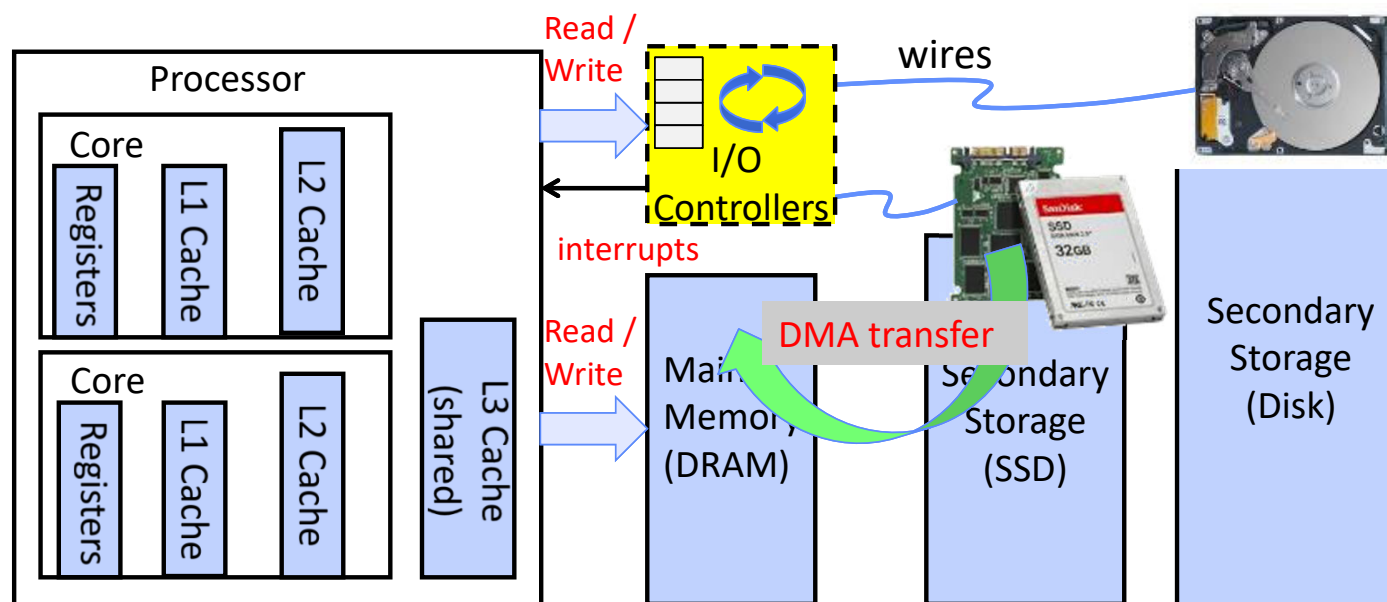 Processor
Core
Registers
L1 Cache
L2 Cache
Core
Registers
L1 Cache
L2 Cache
L3 Cache
(shared)
Read /
Write
I/O
Controllers
interrupts
Read /
Write
wires
SanDisk
SSD
32GB
DMA transfer
Main
Memory
(DRAM)
Secondary
Storage
(SSD)
Secondary
Storage
(Disk)